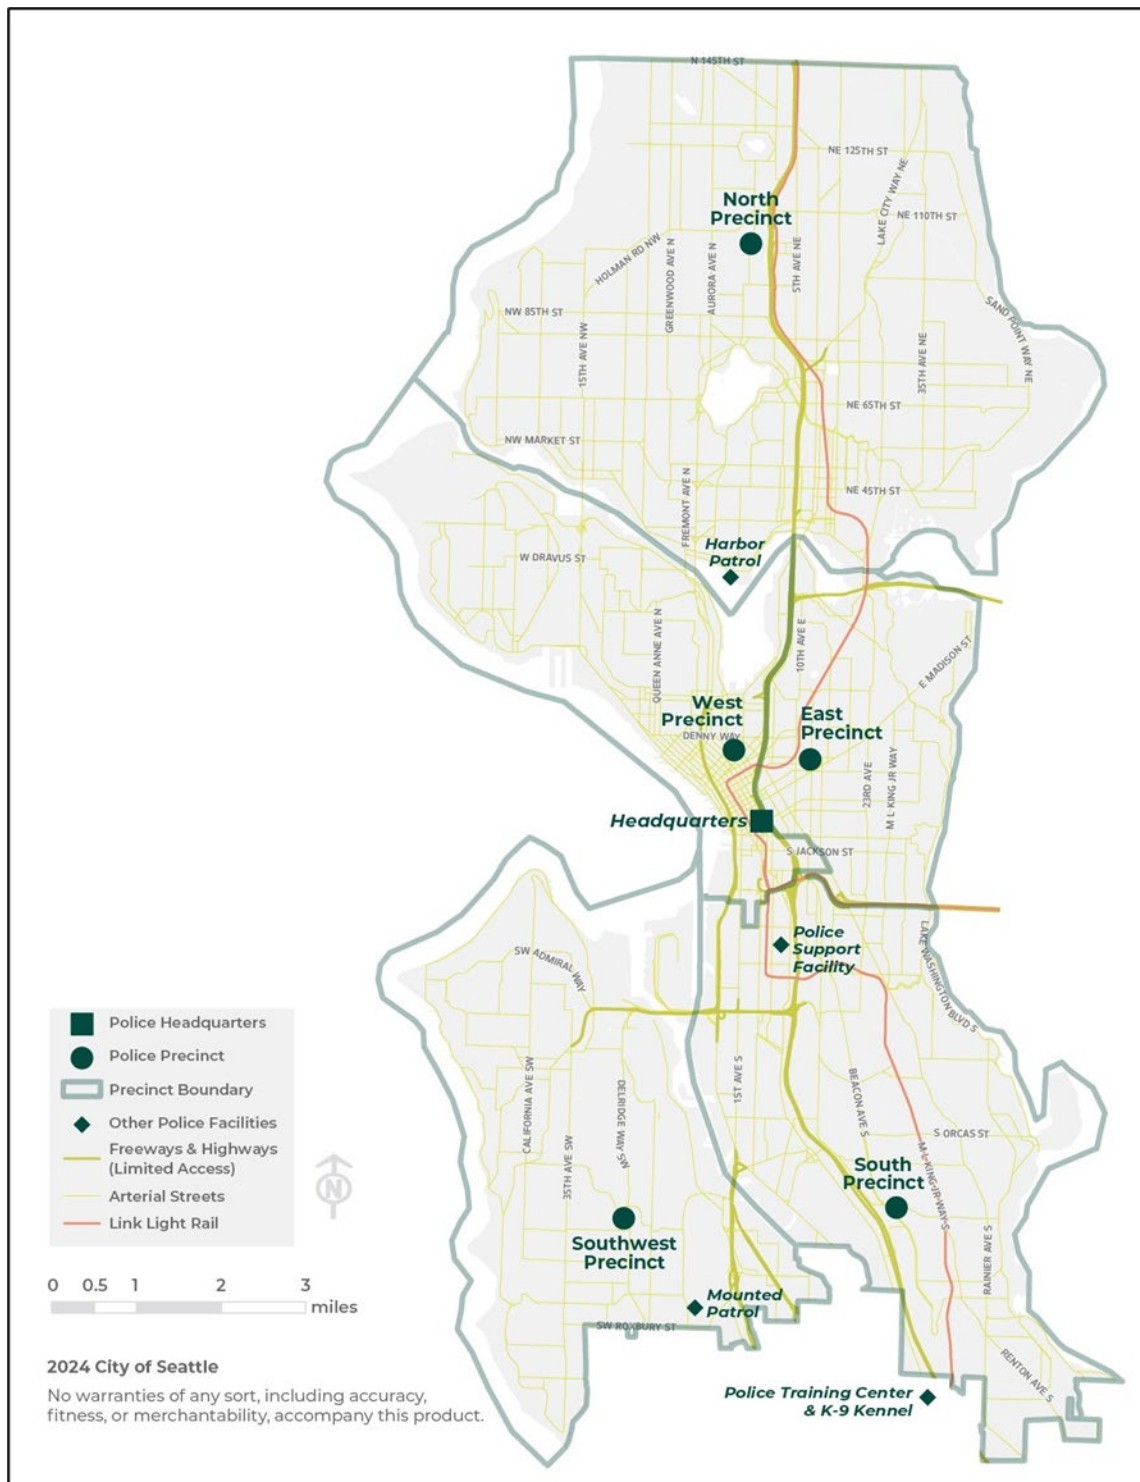 N 145TH ST
NE 125TH ST
LAKE CITY WAY NE
North
Precinct
NE 110TH ST
HOLMAN RD NW
GREENWOOD AVE N
AURORA AVE N
5TH AVE NE
SAND POINT WAY NE
NW 85TH ST
15TH AVE NW
35TH AVE NE
NE 65TH ST
NW MARKET ST
NE 45TH ST
FREMONT AVE N
Harbor
Patrol
W DRAVUS ST
QUEEN ANNE AVE N
10TH AVE E
E MADISON ST
West
Precinct
DENNY WAY
East
Precinct
23RD AVE
M L KING JR WAY
Headquarters
S JACKSON ST
Police
Support
Facility
SW ADMIRAL WAY
LAKE WASHINGTON BLVD S
Police Headquarters
Police Precinct
Precinct Boundary
Other Police Facilities
Freeways & Highways
(Limited Access)
Arterial Streets
Link Light Rail
N
CALIFORNIA AVE SW
35TH AVE SW
DELRIDGE WAY SW
1ST AVE S
BEACON AVE S
S ORCAS ST
M L KING JR WAY S
South
Precinct
RAINIER AVE S
Southwest
Precinct
0 0.5 1 2 3
miles
Mounted
Patrol
SW ROXBURY ST
RENTON AVE S
Police Training Center
& K-9 Kennel
2024 City of Seattle
No warranties of any sort, including accuracy,
fitness, or merchantability, accompany this product.